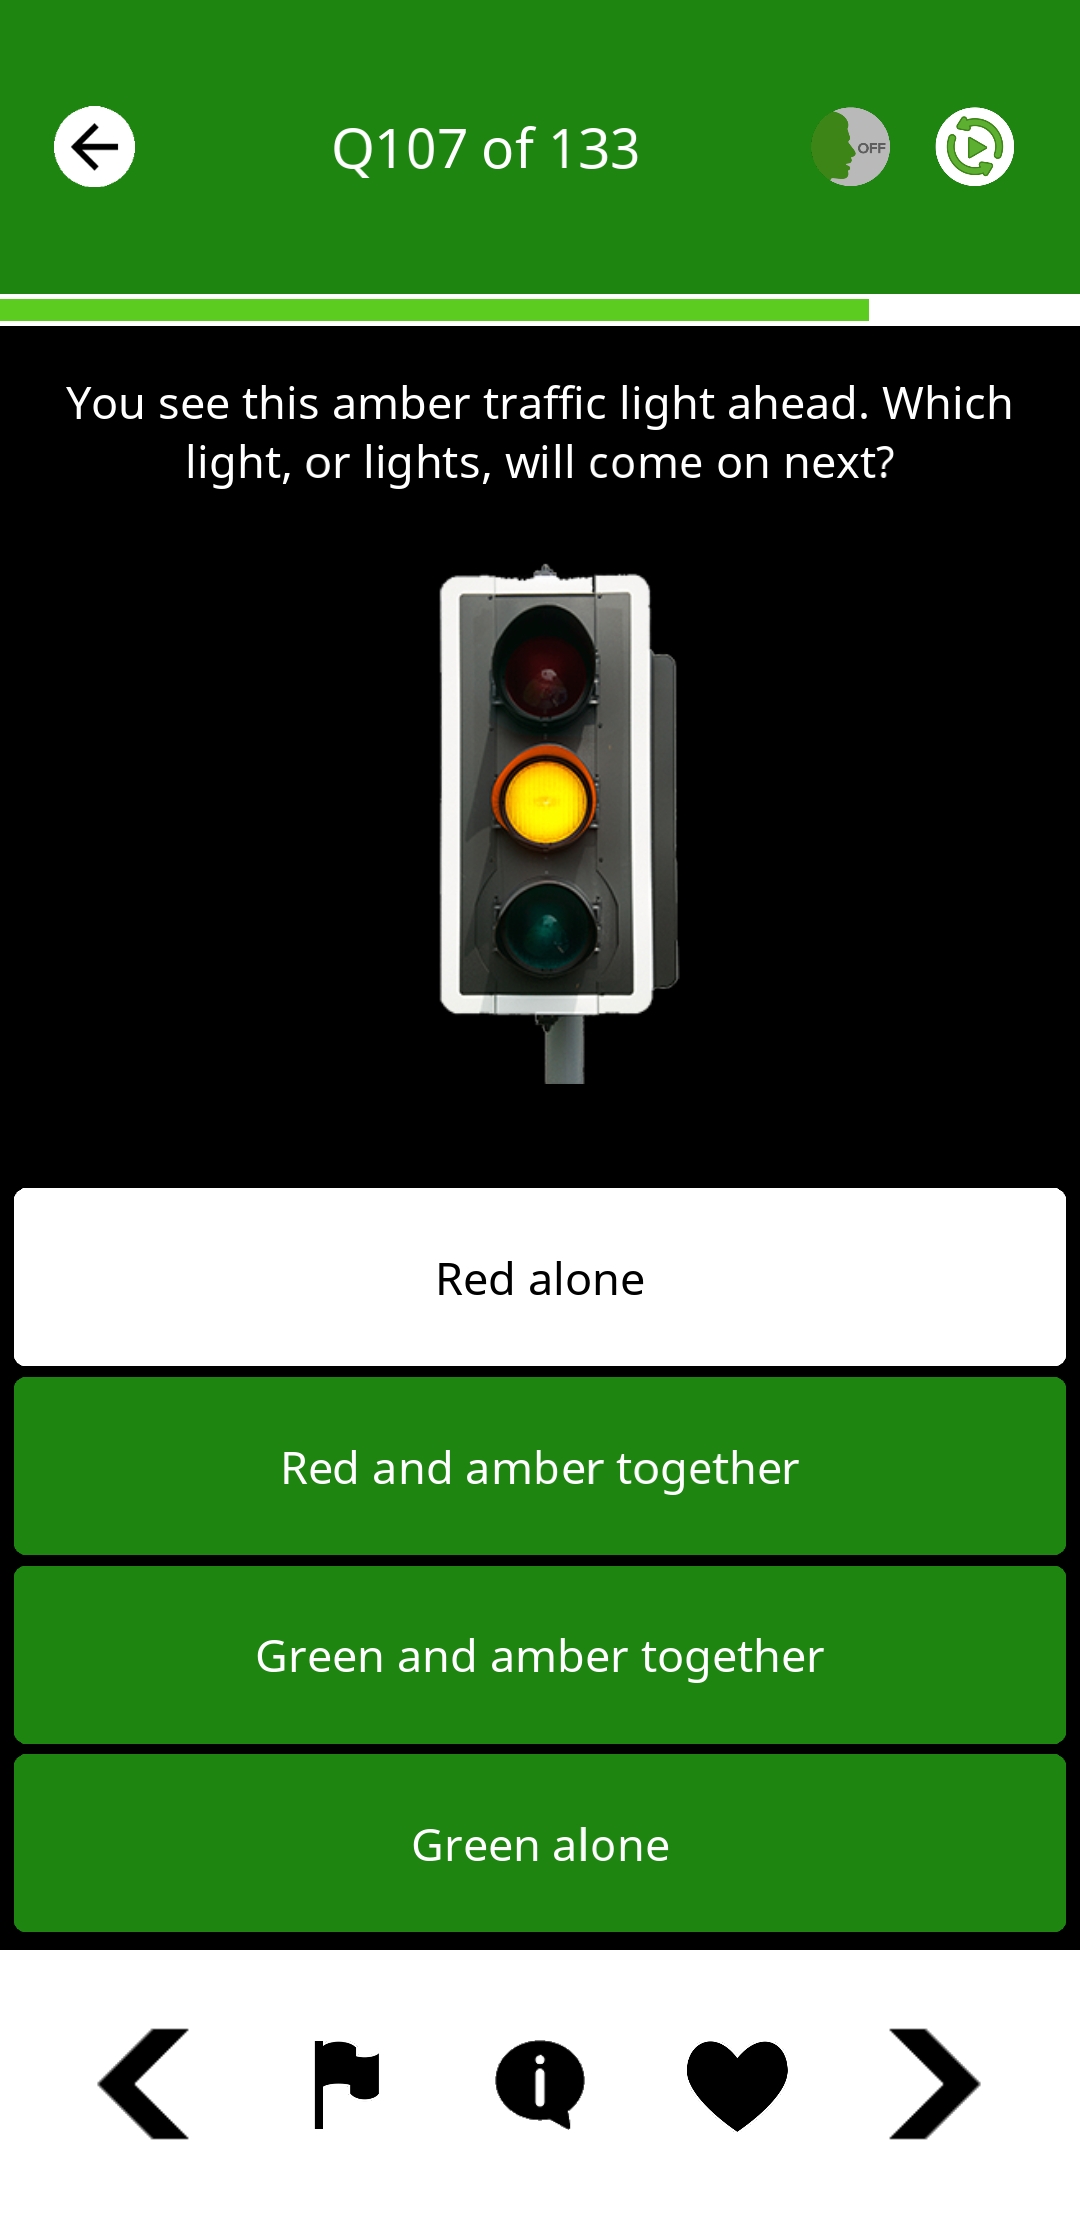 Q107 of 133
OFF
You see this amber traffic light ahead. Which
light, or lights, will come on next?
Red alone
Red and amber together
Green and amber together
Green alone